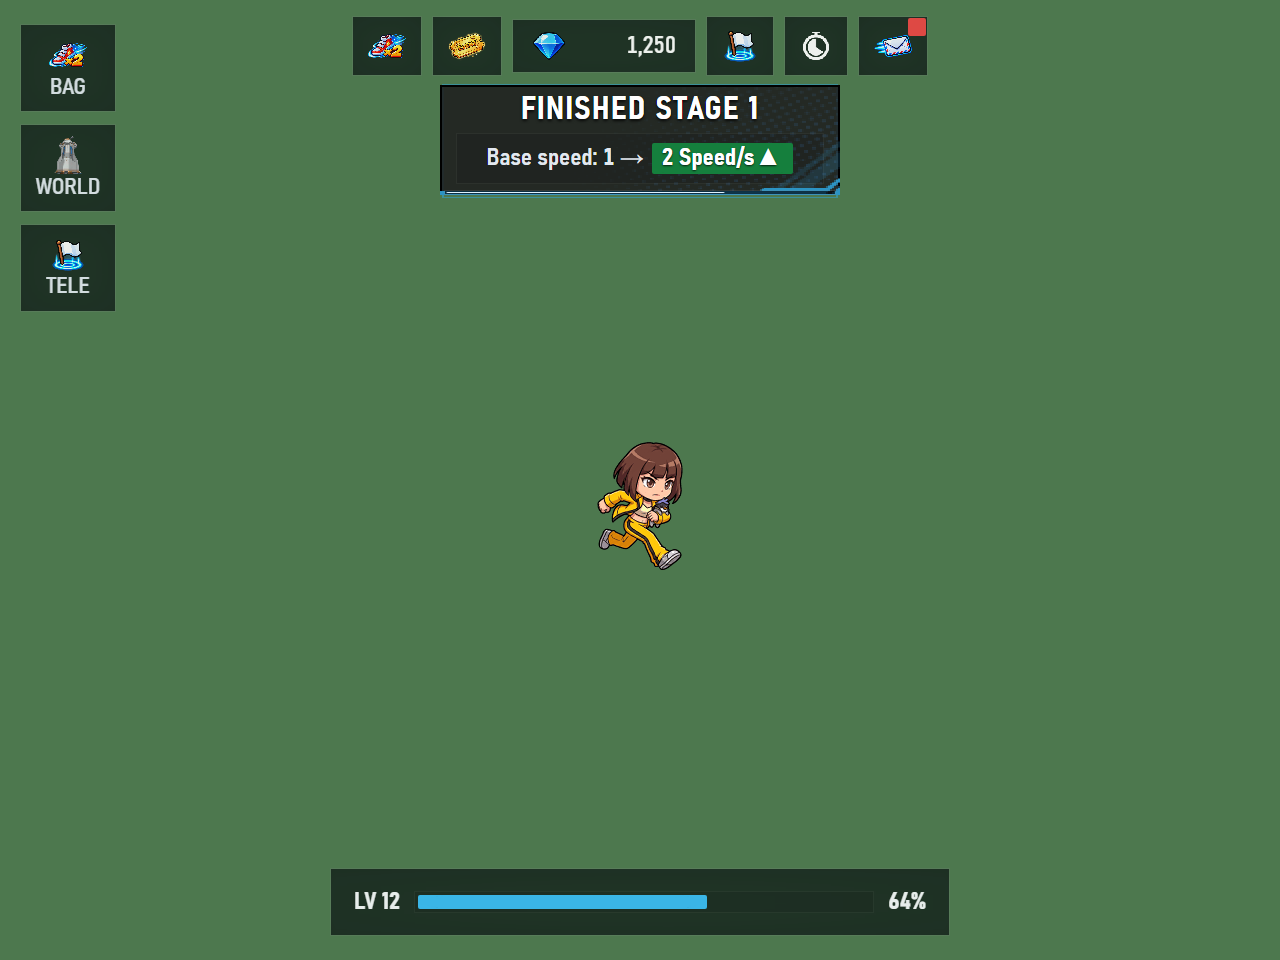 1,250
BAG
WORLD
TELE
FINISHED STAGE 1
Base speed: 1 → 2 Speed/s ▲
LV 12
64%